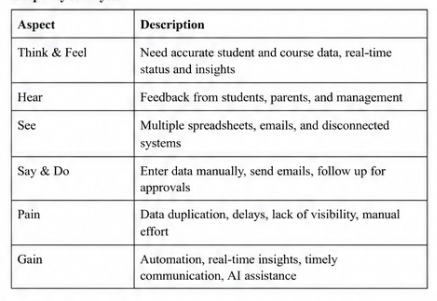 Aspect Description
Think & Feel Need accurate student and course data, real-time
status and insights
Hear Feedback from students, parents, and management
See Multiple spreadsheets, emails, and disconnected
systems
Say & Do Enter data manually, send emails, follow up for
approvals
Pain Data duplication, delays, lack of visibility, manual
effort
Gain Automation, real-time insights, timely
communication, AI assistance